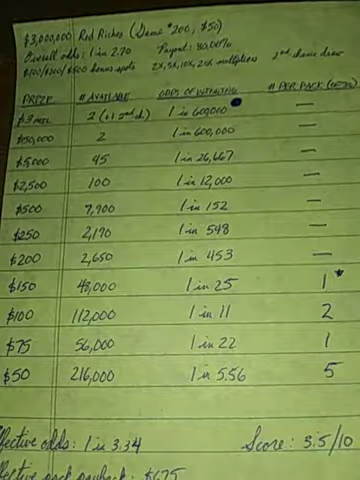 $3,000,000 Red Riches (Game #200, $50)
Overall odds: 1 in 2.70 Payout: 80.01%
$100/$200/$500 bonus spots 2X, 5X, 10X, 20X multipliers 2nd chance draw
PRIZE # AVAILABLE ODDS OF WINNING # PER PACK
2 (+1 2nd ch.) 1 in 600,000 —
$50,000 2 1 in 600,000 —
$5,000 45 1 in 26,667 —
$2,500 100 1 in 12,000 —
$500 7,900 1 in 152 —
$250 2,190 1 in 548 —
$200 2,650 1 in 453 —
$150 48,000 1 in 25 1*
$100 112,000 1 in 11 2
$75 56,000 1 in 22 1
$50 216,000 1 in 5.56 5
ffective odds: 1 in 3.34 Score: 3.5/10
ffective pack payback: $675